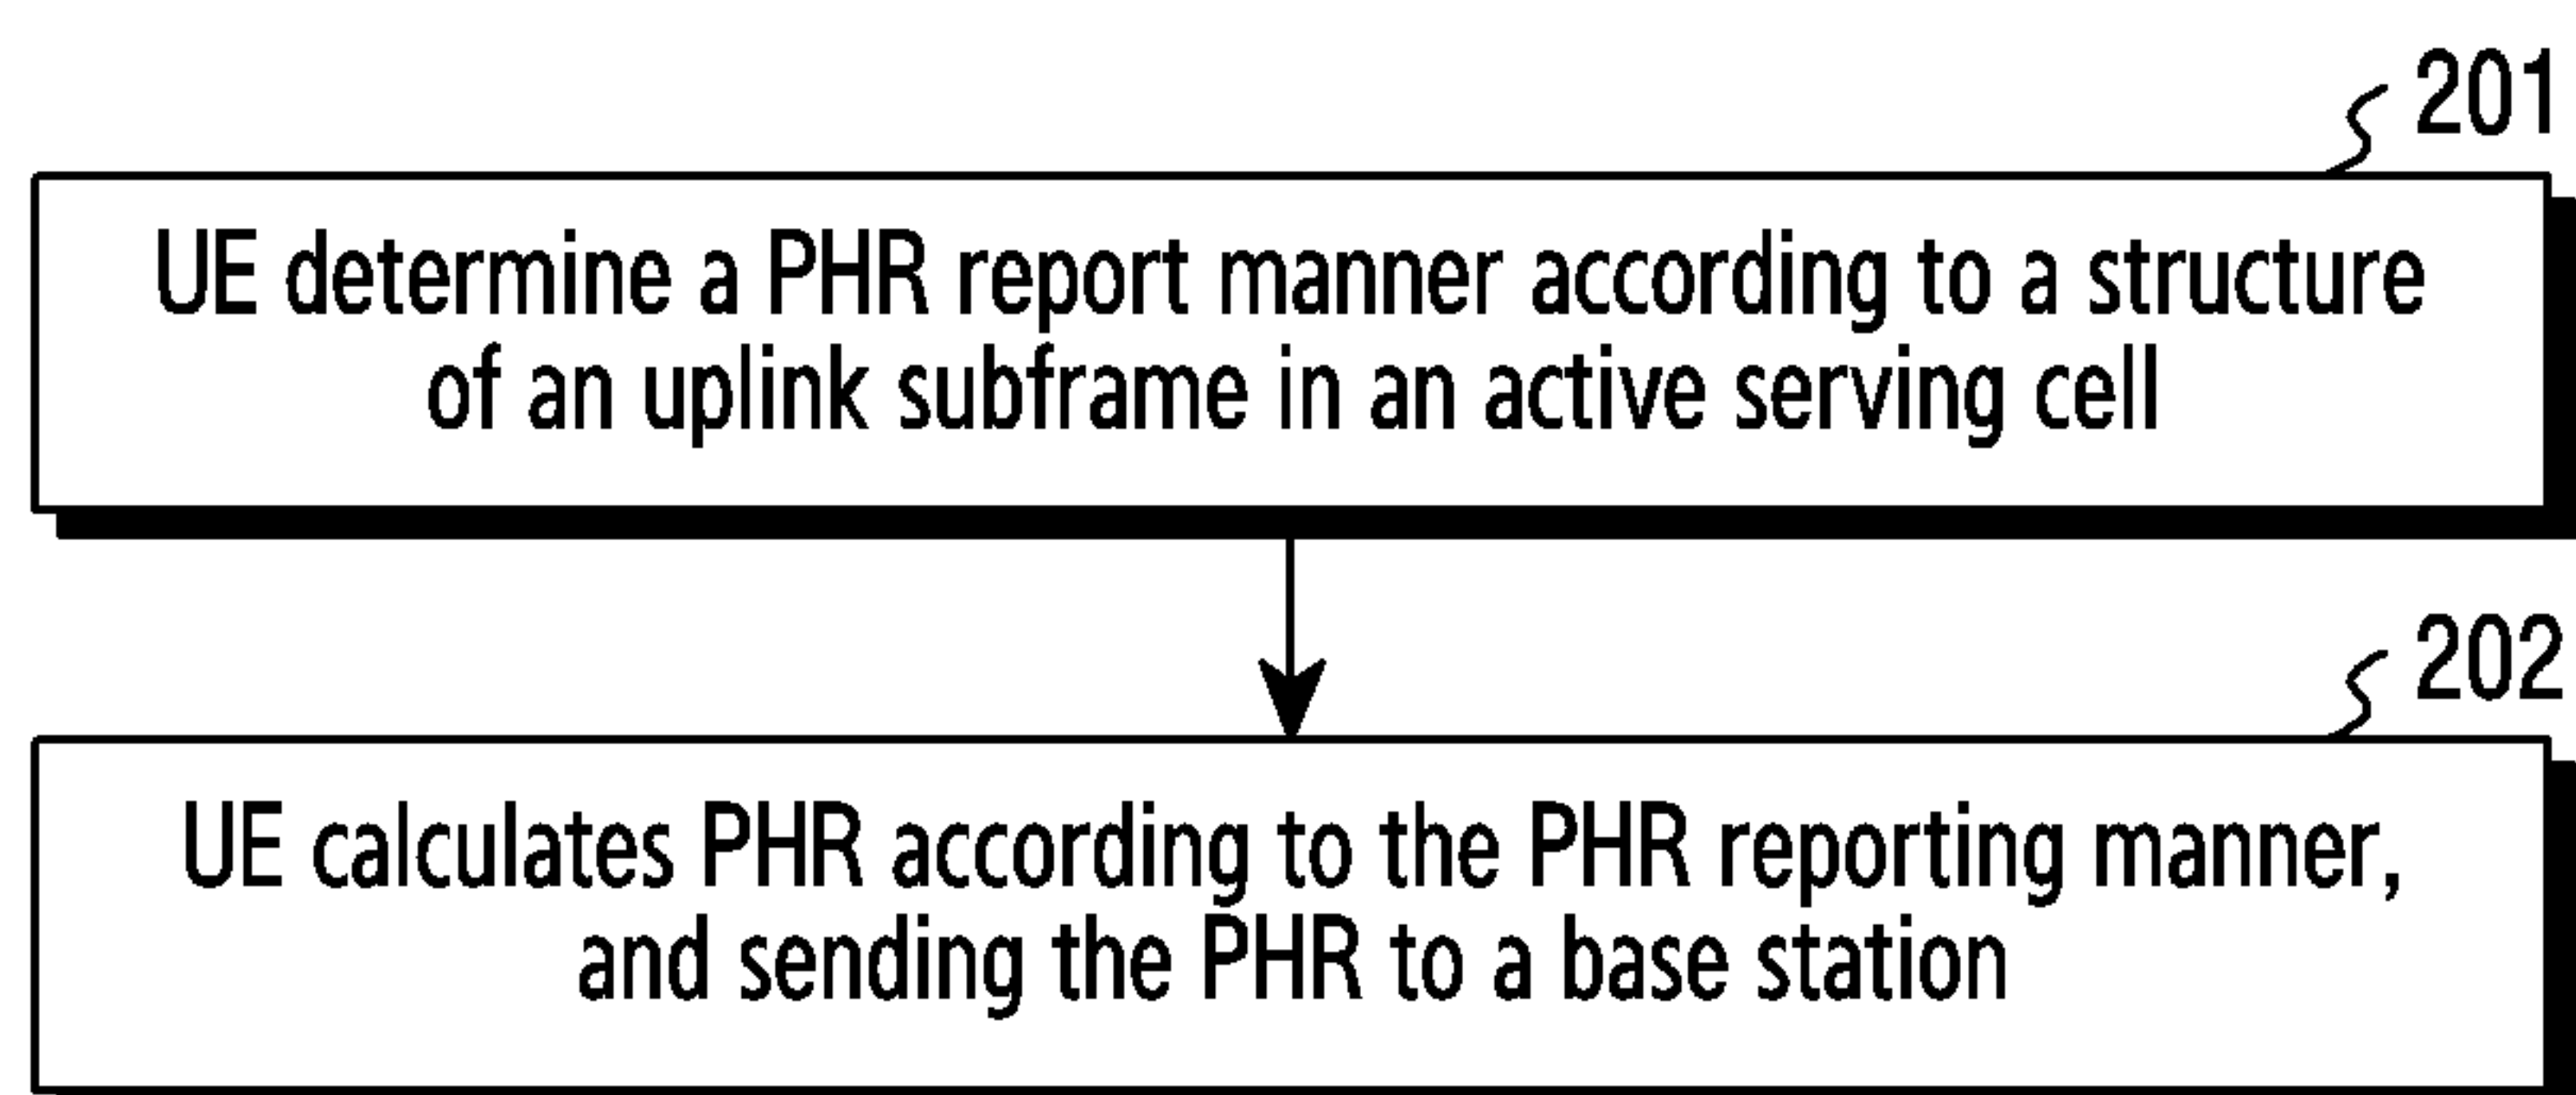 201
UE determine a PHR report manner according to a structure
of an uplink subframe in an active serving cell
202
UE calculates PHR according to the PHR reporting manner,
and sending the PHR to a base station